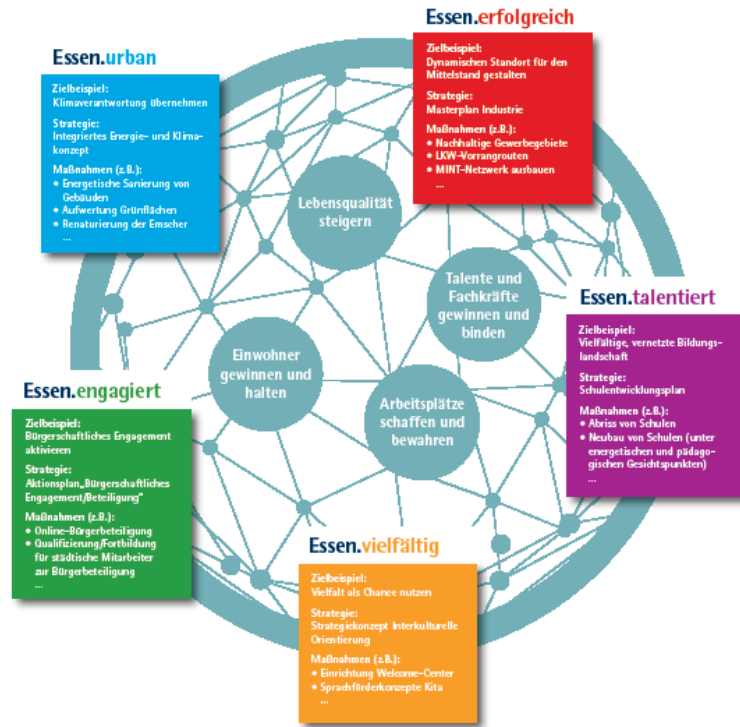 Essen.erfolgreich
Zielbeispiel:
Dynamischen Standort für den
Mittelstand gestalten
Strategie:
Masterplan Industrie
Maßnahmen (z.B.):
• Nachhaltige Gewerbegebiete
• LKW-Vorrangrouten
• MINT-Netzwerk ausbauen
...
Essen.urban
Zielbeispiel:
Klimaverantwortung übernehmen
Strategie:
Integriertes Energie- und Klima-
konzept
Maßnahmen (z.B.):
• Energetische Sanierung von
Gebäuden
• Aufwertung Grünflächen
• Renaturierung der Emscher
...
Lebensqualität
steigern
Talente und
Fachkräfte
gewinnen und
binden
Einwohner
gewinnen und
halten
Arbeitsplätze
schaffen und
bewahren
Essen.talentiert
Zielbeispiel:
Vielfältige, vernetzte Bildungs-
landschaft
Strategie:
Schulentwicklungsplan
Maßnahmen (z.B.):
• Abriss von Schulen
• Neubau von Schulen (unter
energetischen und pädago-
gischen Gesichtspunkten)
...
Essen.engagiert
Zielbeispiel:
Bürgerschaftliches Engagement
aktivieren
Strategie:
Aktionsplan„Bürgerschaftliches
Engagement/Beteiligung“
Maßnahmen (z.B.):
• Online-Bürgerbeteiligung
• Qualifizierung/Fortbildung
für städtische Mitarbeiter
zur Bürgerbeteiligung
...
Essen.vielfältig
Zielbeispiel:
Vielfalt als Chance nutzen
Strategie:
Strategiekonzept Interkulturelle
Orientierung
Maßnahmen (z.B.):
• Einrichtung Welcome-Center
• Sprachförderkonzepte Kita
...